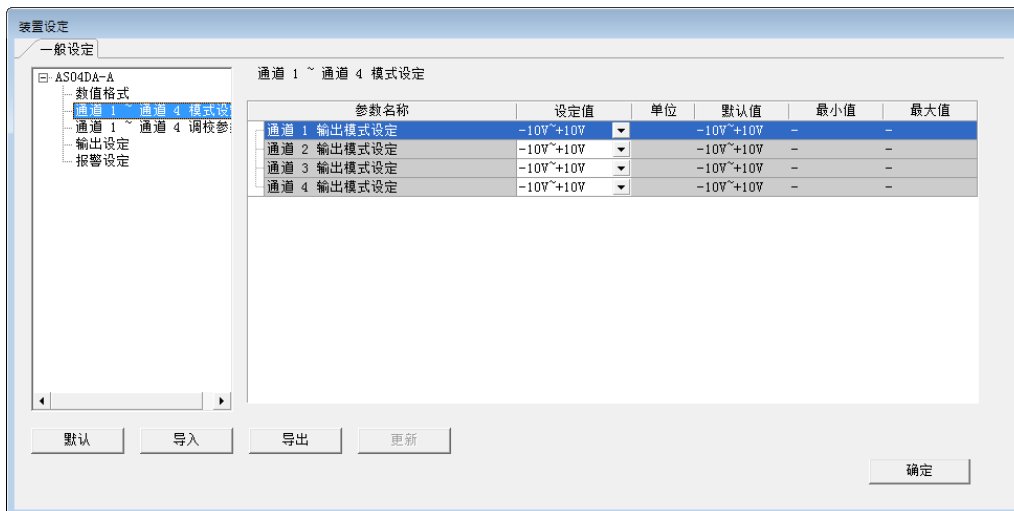 装置设定
一般设定
AS04DA-A
数值格式
通道 1 ~ 通道 4 模式设
通道 1 ~ 通道 4 调校参
输出设定
报警设定
通道 1 ~ 通道 4 模式设定
参数名称 设定值 单位 默认值 最小值 最大值
通道 1 输出模式设定 -10V~+10V -10V~+10V - -
通道 2 输出模式设定 -10V~+10V -10V~+10V - -
通道 3 输出模式设定 -10V~+10V -10V~+10V - -
通道 4 输出模式设定 -10V~+10V -10V~+10V - -
默认 导入 导出 更新
确定